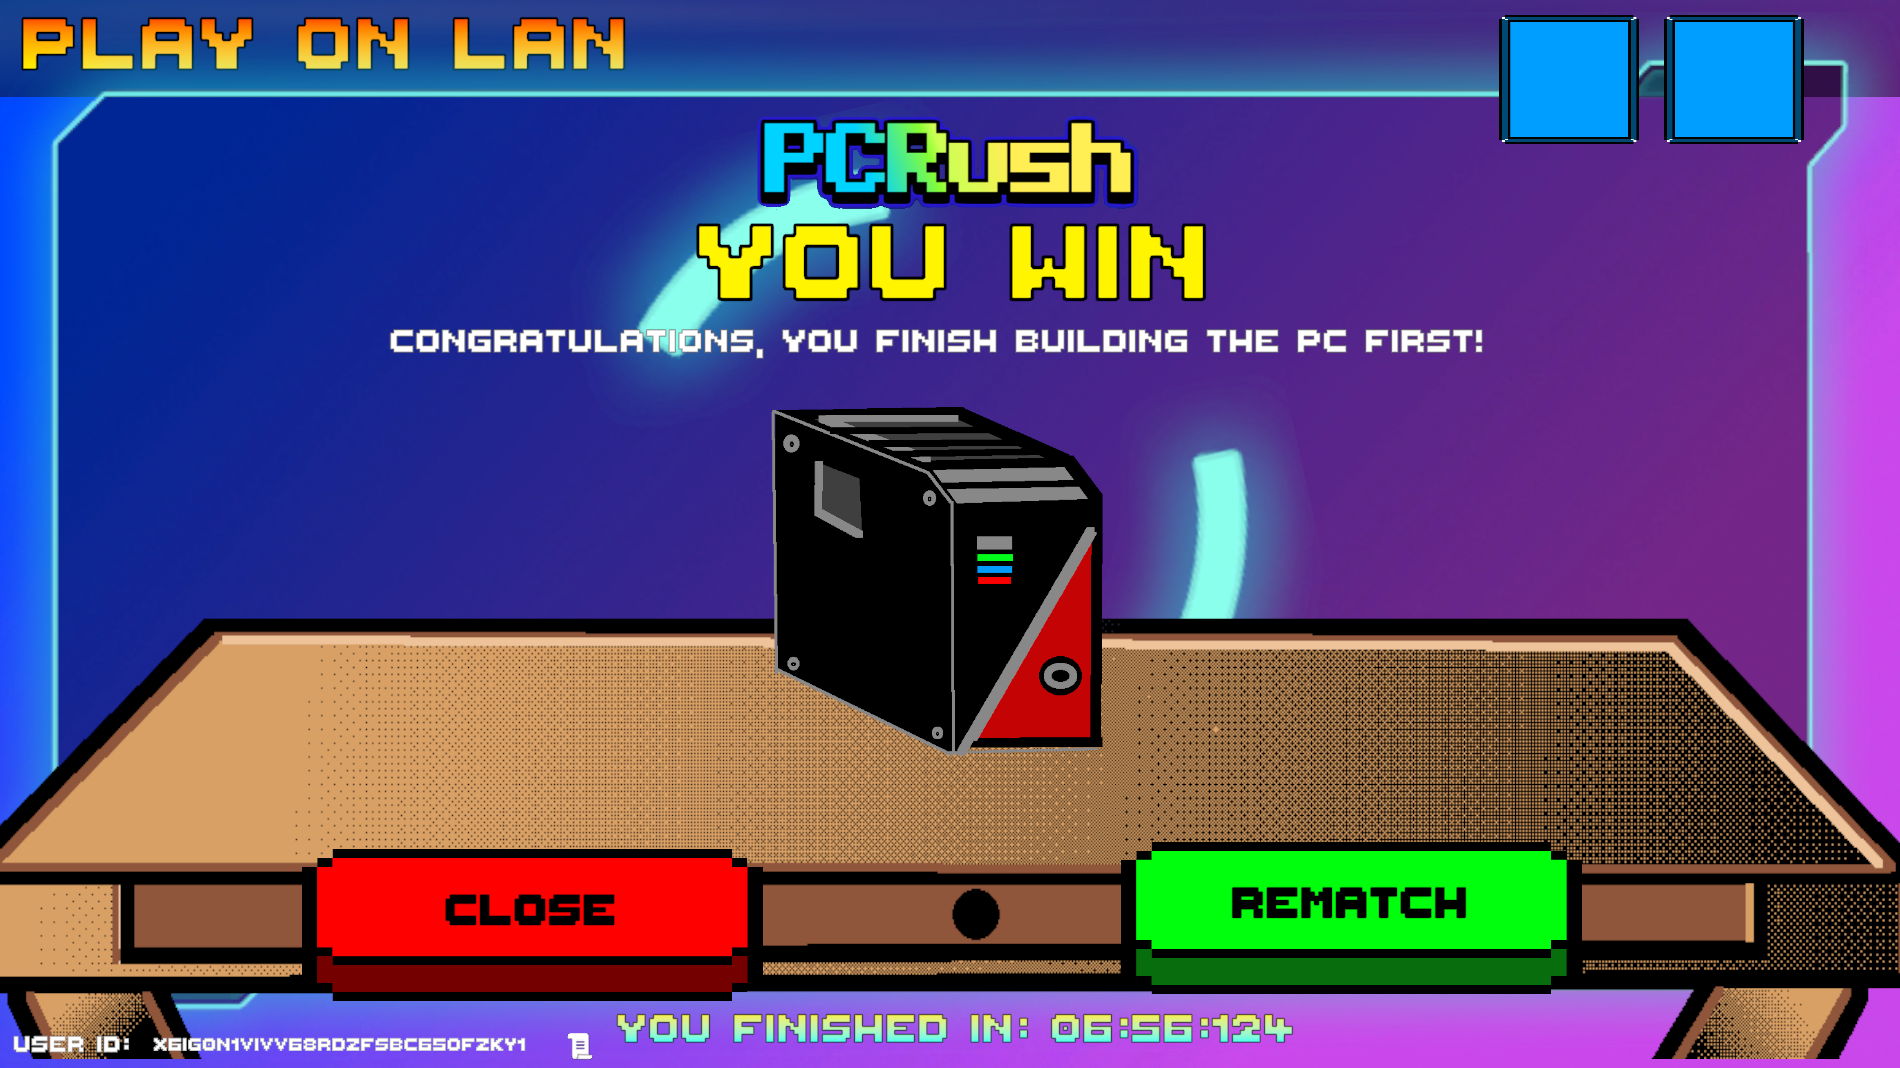 PLAY ON LAN
PCRush
YOU WIN
CONGRATULATIONS, YOU FINISH BUILDING THE PC FIRST!
CLOSE
REMATCH
YOU FINISHED IN: 06:56:124
USER ID: